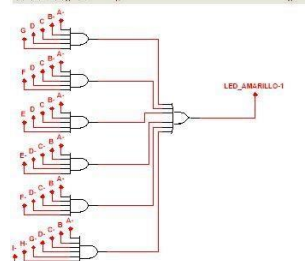 A-
B-
C
D
G
A-
B-
C
D
F
A-
B-
C
D
E
LED_AMARILLO-1
A-
B
C-
D-
E-
A-
B
C-
D-
F-
A-
B
C-
D-
G-
H-
I-